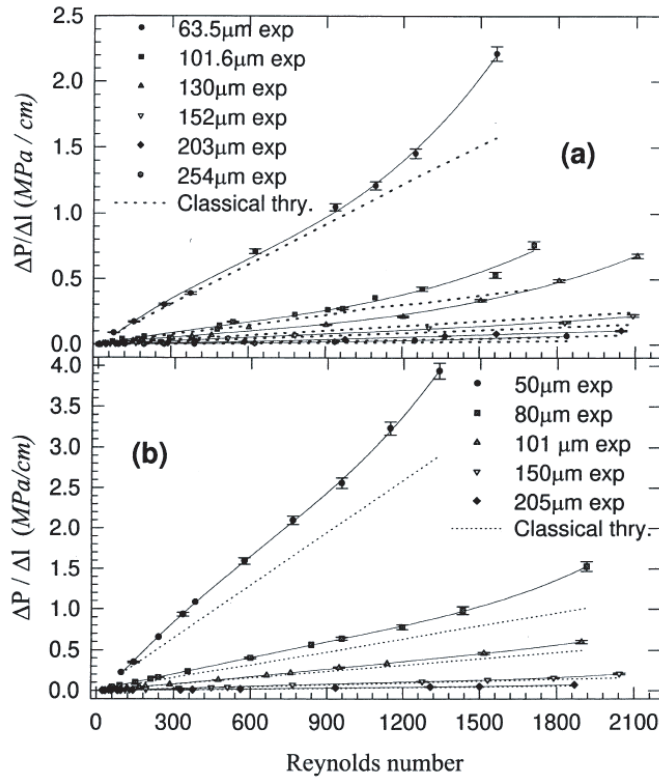 2.5
2.0
1.5
1.0
0.5
0.0
ΔP/Δl (MPa / cm)
63.5μm exp
101.6μm exp
130μm exp
152μm exp
203μm exp
254μm exp
Classical thry.
(a)
4.0
3.5
3.0
2.5
2.0
1.5
1.0
0.5
0.0
ΔP / Δl (MPa/cm)
(b)
50μm exp
80μm exp
101 μm exp
150μm exp
205μm exp
Classical thry.
0 300 600 900 1200 1500 1800 2100
Reynolds number